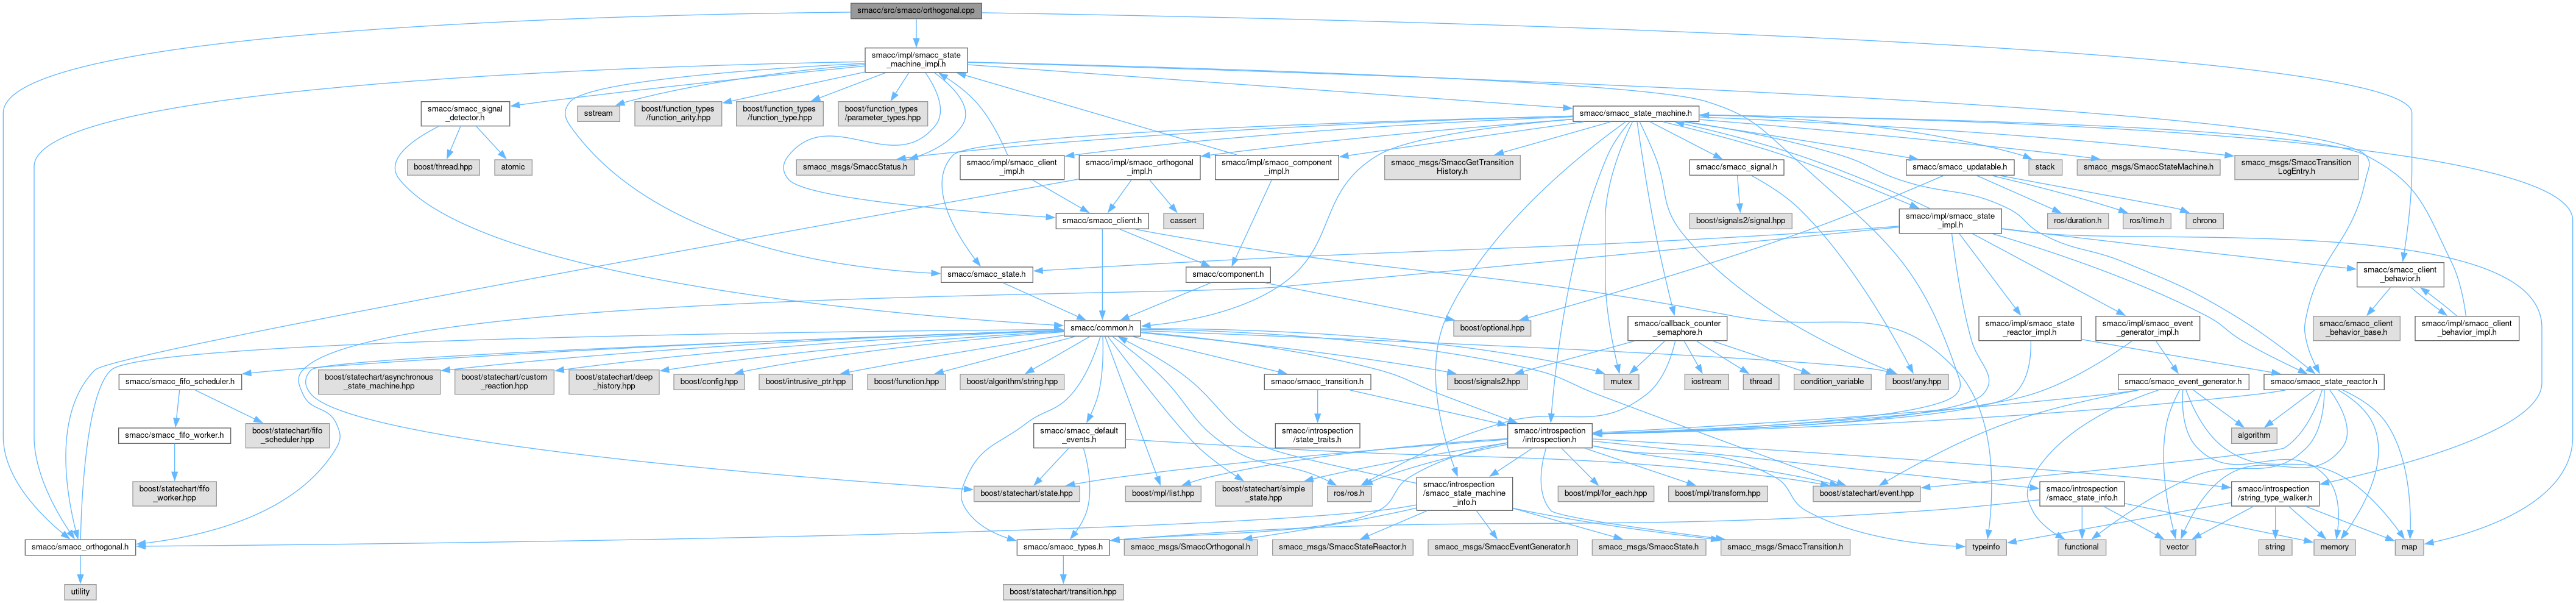 smacc/src/smacc/orthogonal.cpp
smacc/impl/smacc_state
_machine_impl.h
smacc/smacc_signal
_detector.h
sstream
boost/function_types
/function_arity.hpp
boost/function_types
/function_type.hpp
boost/function_types
/parameter_types.hpp
smacc/smacc_state_machine.h
boost/thread.hpp
atomic
smacc_msgs/SmaccStatus.h
smacc/impl/smacc_client
_impl.h
smacc/impl/smacc_orthogonal
_impl.h
smacc/impl/smacc_component
_impl.h
smacc_msgs/SmaccGetTransition
History.h
smacc/smacc_signal.h
smacc/smacc_updatable.h
stack
smacc_msgs/SmaccStateMachine.h
smacc_msgs/SmaccTransition
LogEntry.h
smacc/smacc_client.h
cassert
boost/signals2/signal.hpp
smacc/impl/smacc_state
_impl.h
ros/duration.h
ros/time.h
chrono
smacc/smacc_state.h
smacc/component.h
smacc/smacc_client
_behavior.h
smacc/common.h
boost/optional.hpp
smacc/callback_counter
_semaphore.h
smacc/impl/smacc_state
_reactor_impl.h
smacc/impl/smacc_event
_generator_impl.h
smacc/smacc_client
_behavior_base.h
smacc/impl/smacc_client
_behavior_impl.h
smacc/smacc_fifo_scheduler.h
boost/statechart/asynchronous
_state_machine.hpp
boost/statechart/custom
_reaction.hpp
boost/statechart/deep
_history.hpp
boost/config.hpp
boost/intrusive_ptr.hpp
boost/function.hpp
boost/algorithm/string.hpp
smacc/smacc_transition.h
boost/signals2.hpp
mutex
iostream
thread
condition_variable
boost/any.hpp
smacc/smacc_event_generator.h
smacc/smacc_state_reactor.h
smacc/smacc_fifo_worker.h
boost/statechart/fifo
_scheduler.hpp
smacc/smacc_default
_events.h
smacc/introspection
/state_traits.h
smacc/introspection
/introspection.h
algorithm
boost/statechart/fifo
_worker.hpp
boost/statechart/state.hpp
boost/mpl/list.hpp
boost/statechart/simple
_state.hpp
ros/ros.h
smacc/introspection
/smacc_state_machine
_info.h
boost/mpl/for_each.hpp
boost/mpl/transform.hpp
boost/statechart/event.hpp
smacc/introspection
/smacc_state_info.h
smacc/introspection
/string_type_walker.h
smacc/smacc_orthogonal.h
smacc/smacc_types.h
smacc_msgs/SmaccOrthogonal.h
smacc_msgs/SmaccStateReactor.h
smacc_msgs/SmaccEventGenerator.h
smacc_msgs/SmaccState.h
smacc_msgs/SmaccTransition.h
typeinfo
functional
vector
string
memory
map
utility
boost/statechart/transition.hpp